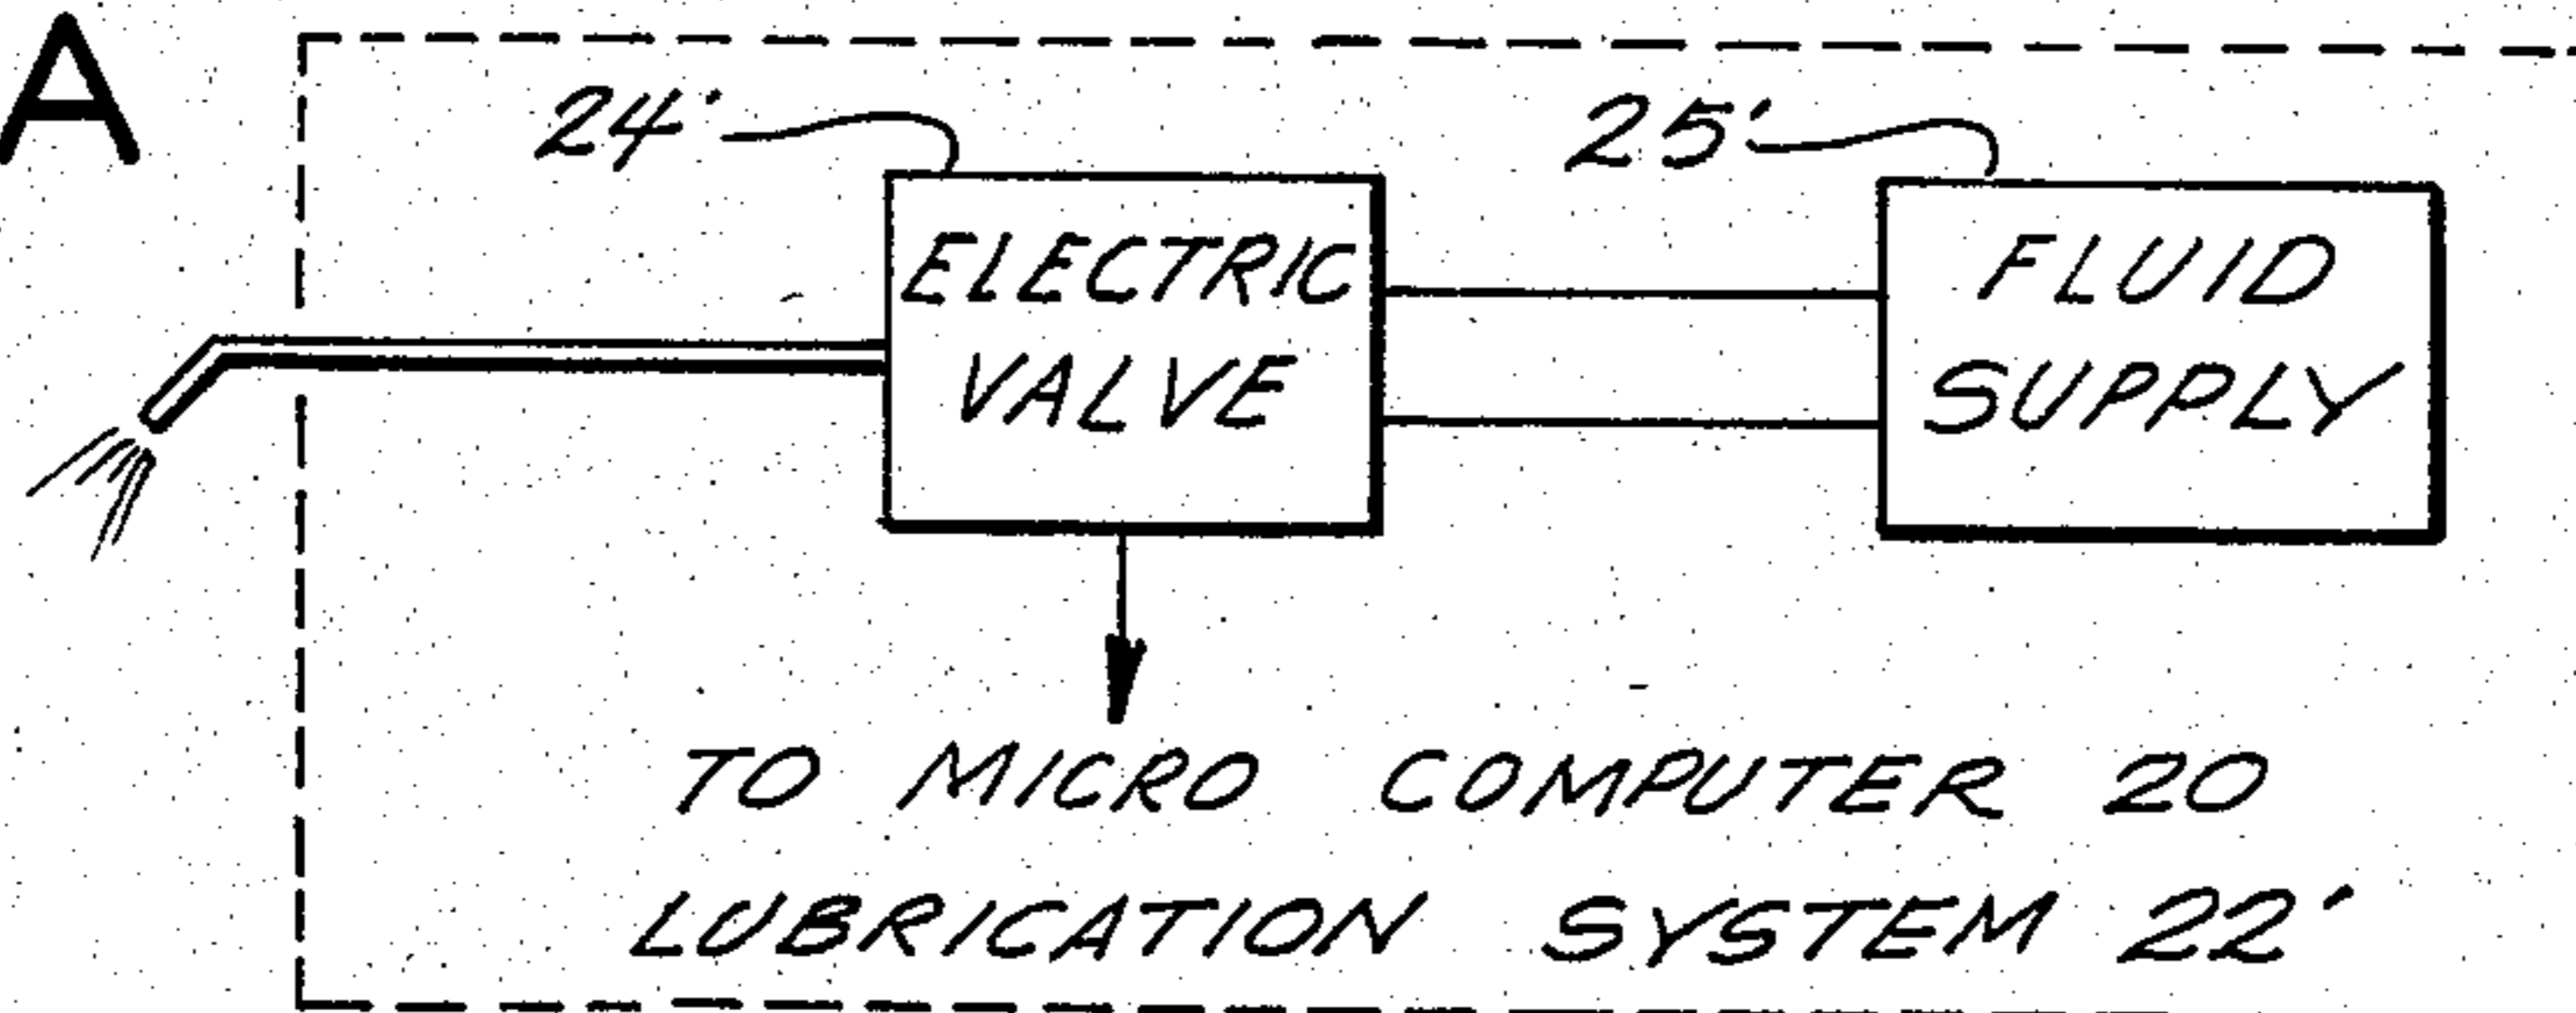 A
24'
25'
ELECTRIC
VALVE
FLUID
SUPPLY
TO MICRO COMPUTER 20
LUBRICATION SYSTEM 22'